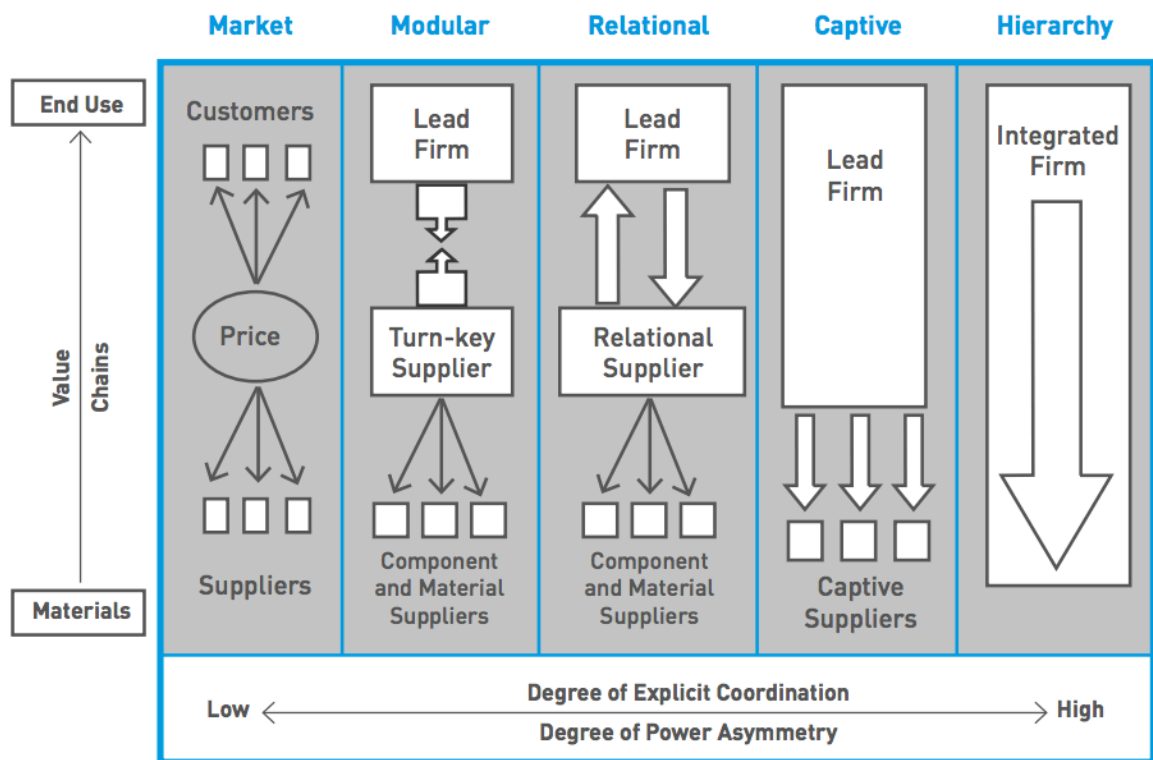 Market
Modular
Relational
Captive
Hierarchy
End Use
Value
Chains
Materials
Customers
Price
Suppliers
Lead
Firm
Turn-key
Supplier
Component
and Material
Suppliers
Lead
Firm
Relational
Supplier
Component
and Material
Suppliers
Lead
Firm
Captive
Suppliers
Integrated
Firm
Degree of Explicit Coordination
Low
High
Degree of Power Asymmetry